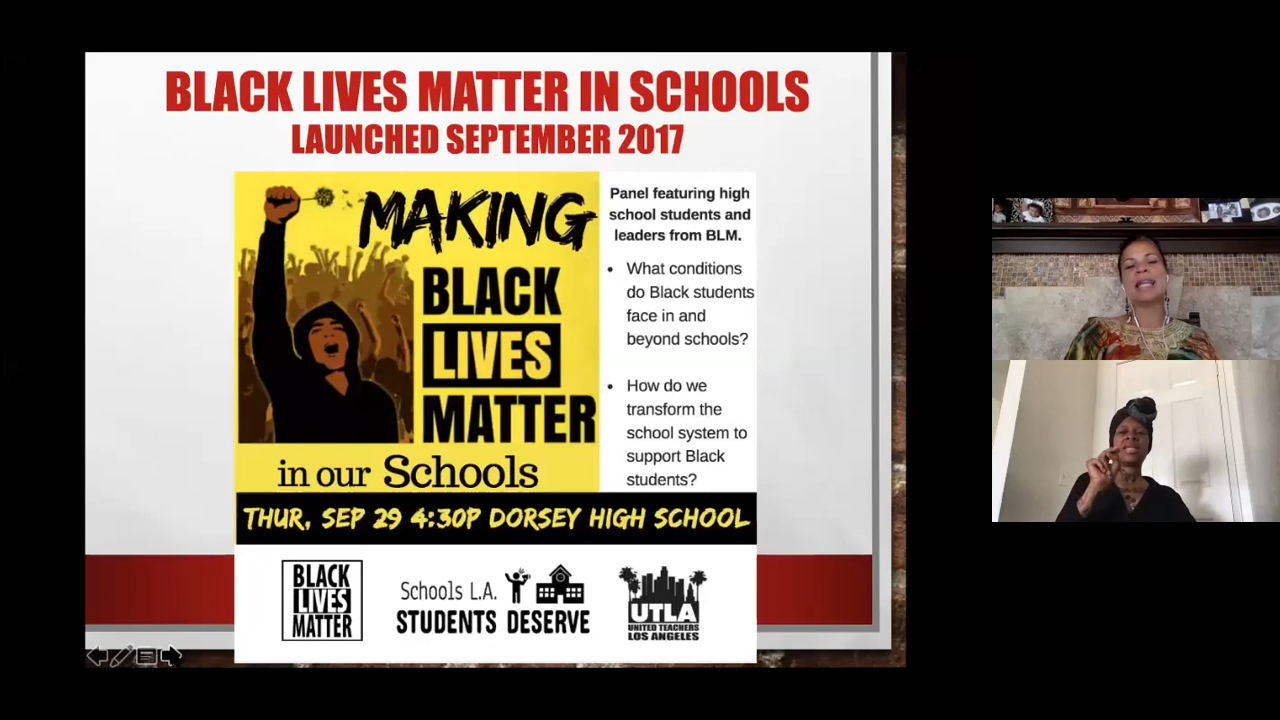 BLACK LIVES MATTER IN SCHOOLS
LAUNCHED SEPTEMBER 2017
MAKING
BLACK
LIVES
MATTER
in our Schools
Panel featuring high
school students and
leaders from BLM.
• What conditions
do Black students
face in and
beyond schools?
• How do we
transform the
school system to
support Black
students?
THUR, SEP 29 4:30P DORSEY HIGH SCHOOL
BLACK
LIVES
MATTER
Schools L.A.
STUDENTS DESERVE
UTLA
UNITED TEACHERS
LOS ANGELES